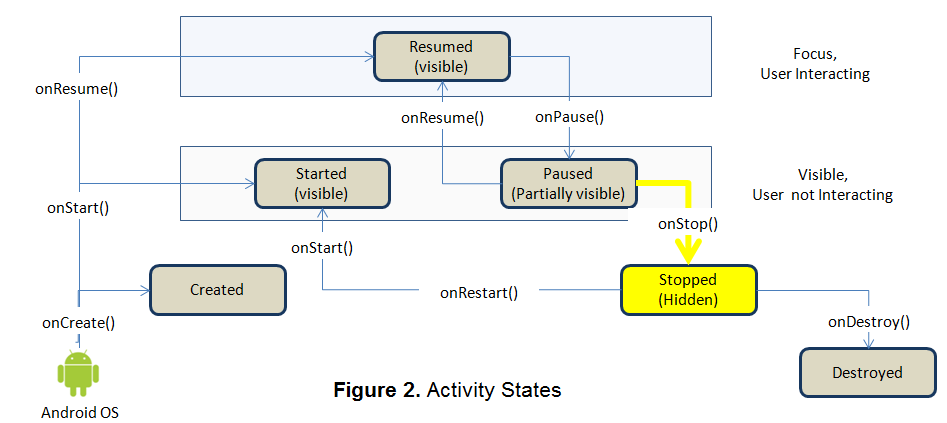 Resumed
(visible)
Focus,
User Interacting
onResume()
onResume()
onPause()
Started
(visible)
Paused
(Partially visible)
Visible,
User not Interacting
onStart()
onStop()
onStart()
Created
onRestart()
Stopped
(Hidden)
onCreate()
onDestroy()
Destroyed
Figure 2. Activity States
Android OS